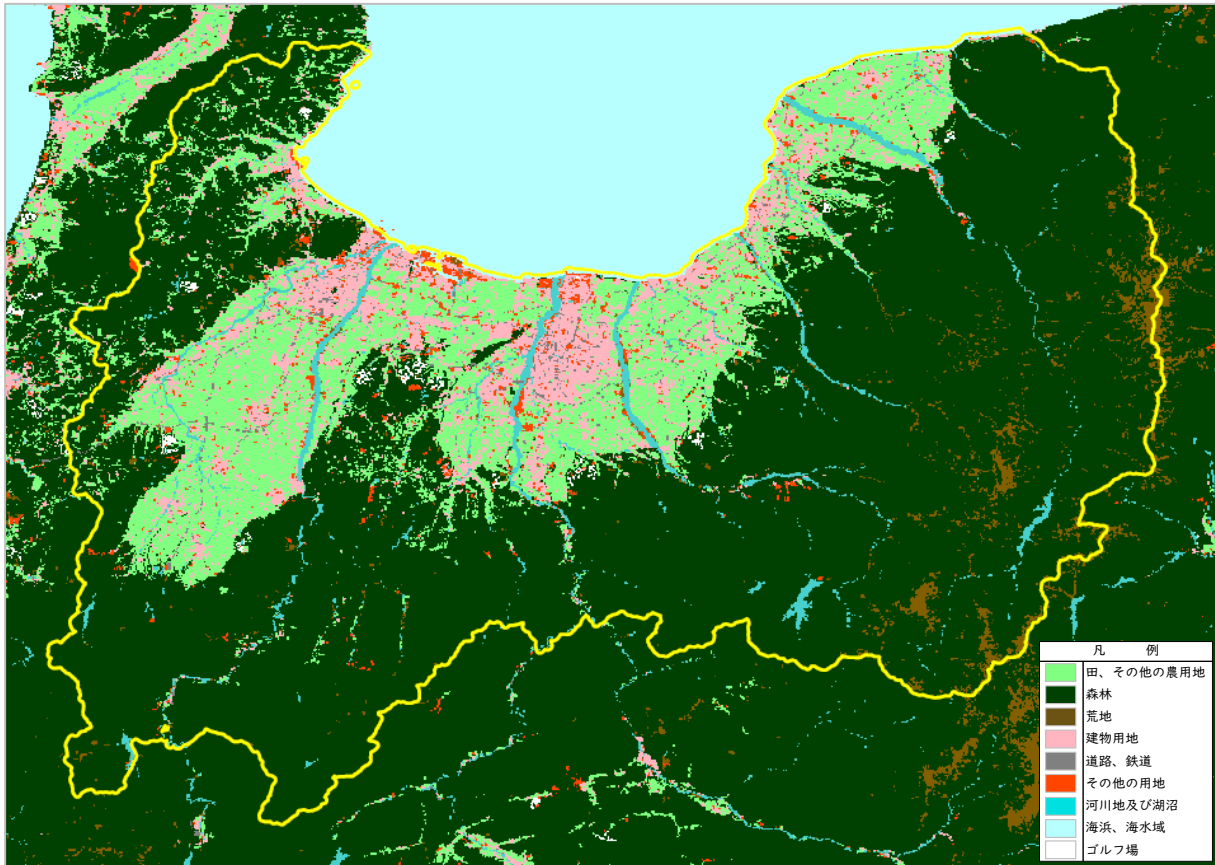 凡 例
田、その他の農用地
森林
荒地
建物用地
道路、鉄道
その他の用地
河川地及び湖沼
海浜、海水域
ゴルフ場